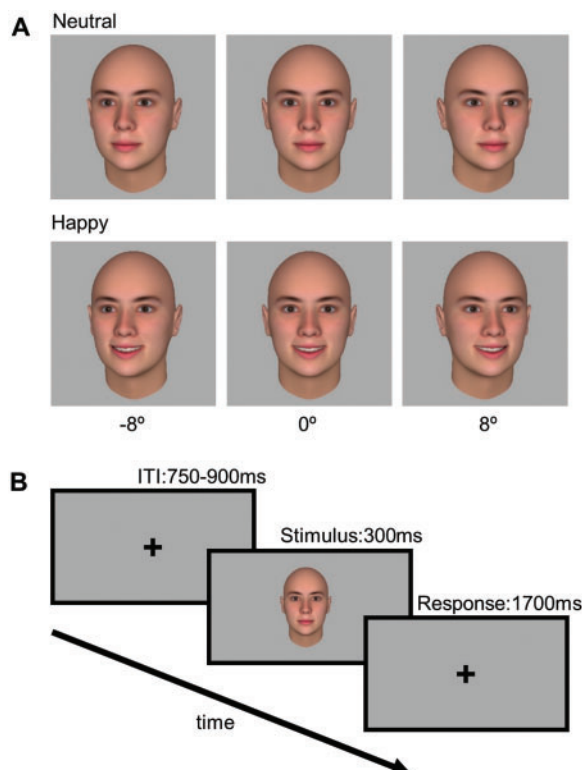 A
Neutral
Happy
-8º
0º
8º
B
ITI:750-900ms
Stimulus:300ms
Response:1700ms
time